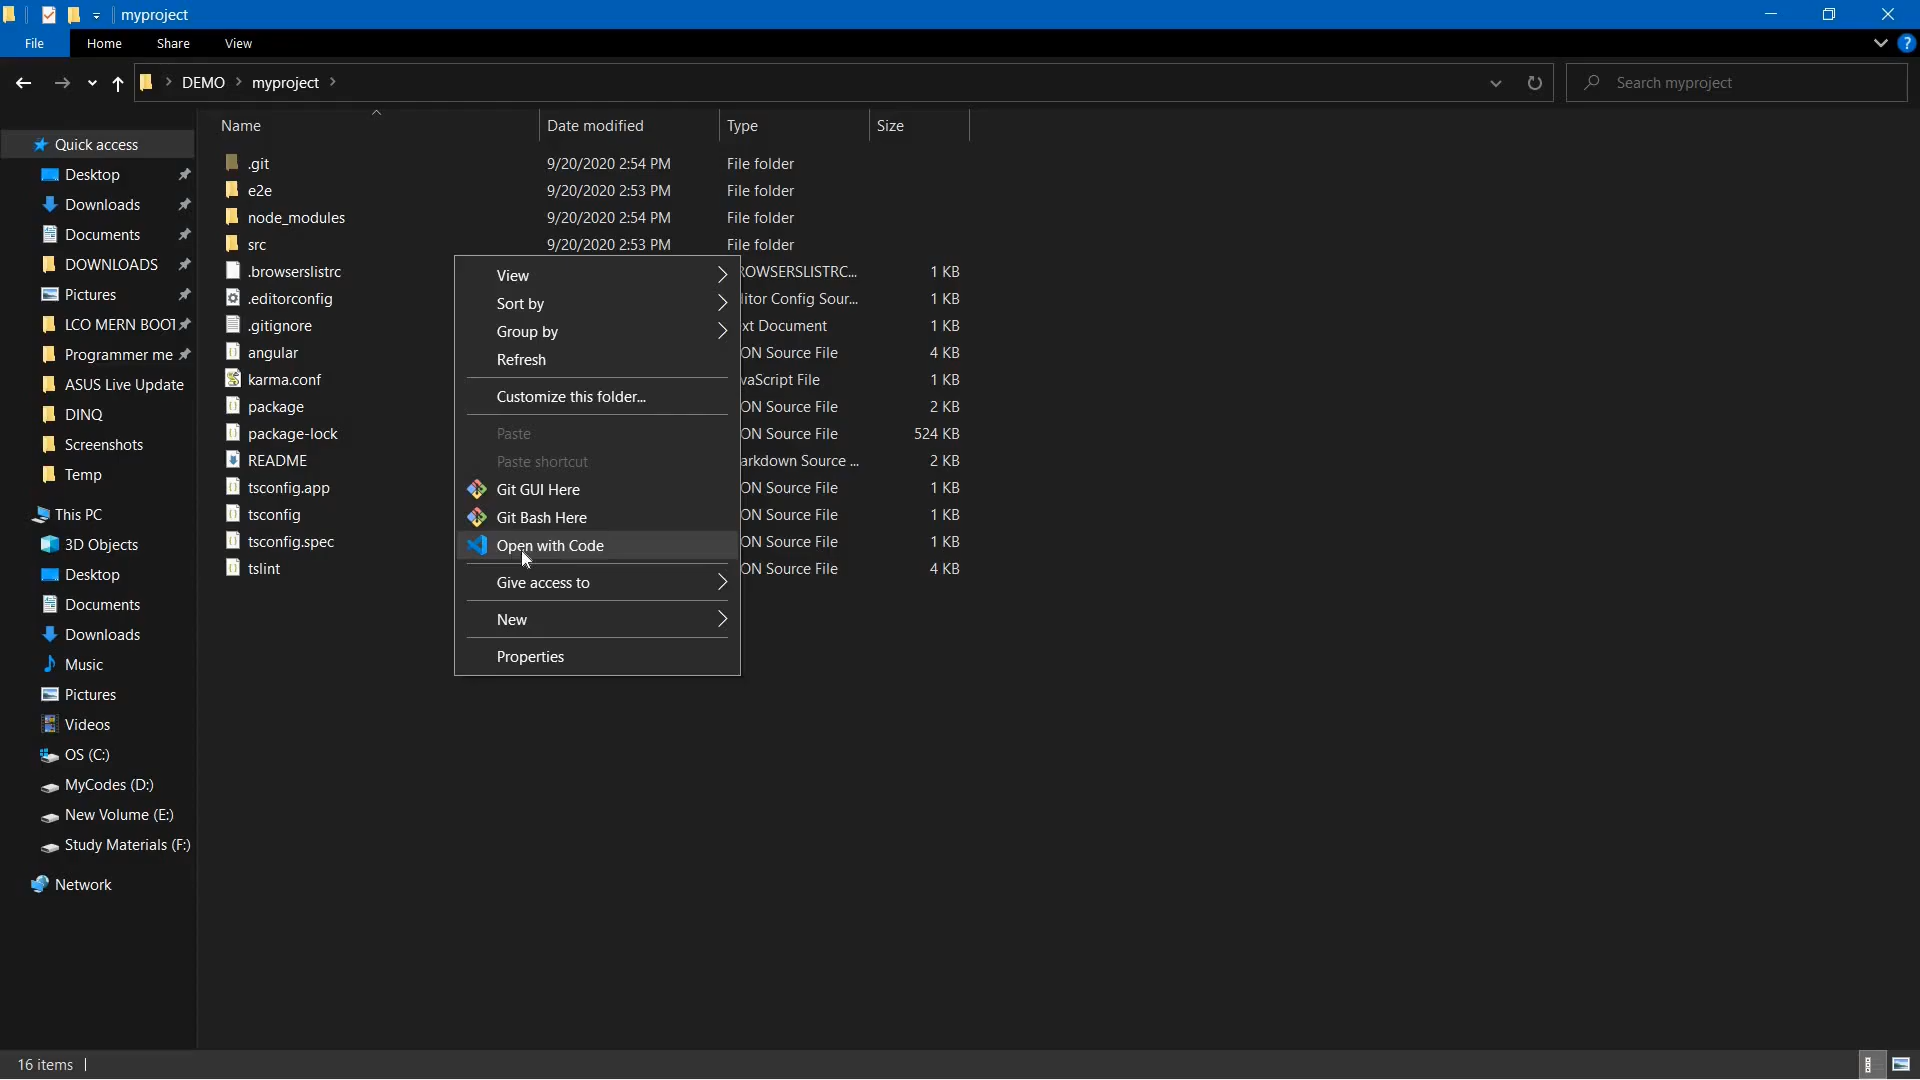 myproject
File Home Share View
DEMO myproject
Search myproject
Name Date modified Type Size
Quick access
Desktop
Downloads
Documents
DOWNLOADS
Pictures
LCO MERN BOOT
Programmer me
ASUS Live Update
DINQ
Screenshots
Temp
This PC
3D Objects
Desktop
Documents
Downloads
Music
Pictures
Videos
OS (C:)
MyCodes (D:)
New Volume (E:)
Study Materials (F:)
Network
.git 9/20/2020 2:54 PM File folder
e2e 9/20/2020 2:53 PM File folder
node_modules 9/20/2020 2:54 PM File folder
src 9/20/2020 2:53 PM File folder
.browserslistrc ROWSERSLISTRC... 1 KB
.editorconfig litor Config Sour... 1 KB
.gitignore xt Document 1 KB
angular ON Source File 4 KB
karma.conf vaScript File 1 KB
package ON Source File 2 KB
package-lock ON Source File 524 KB
README arkdown Source ... 2 KB
tsconfig.app ON Source File 1 KB
tsconfig ON Source File 1 KB
tsconfig.spec ON Source File 1 KB
tslint ON Source File 4 KB
View
Sort by
Group by
Refresh
Customize this folder...
Paste
Paste shortcut
Git GUI Here
Git Bash Here
Open with Code
Give access to
New
Properties
16 items